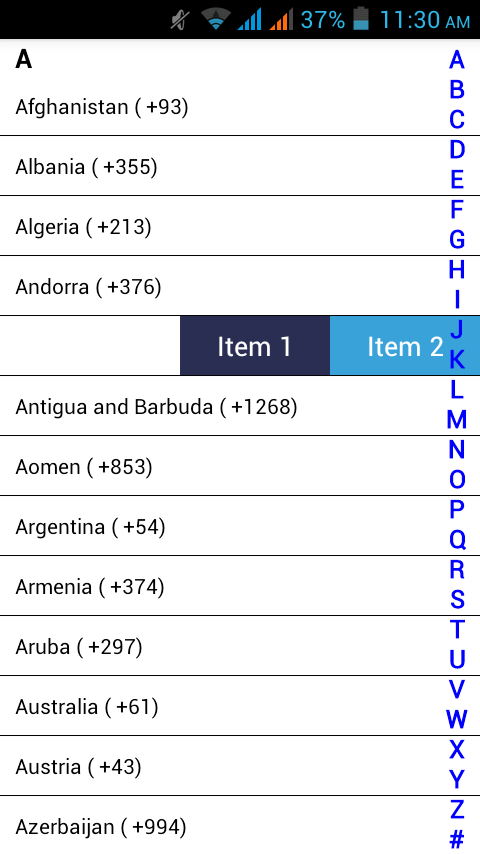 37% 11:30 AM
A
Afghanistan ( +93)
Albania ( +355)
Algeria ( +213)
Andorra ( +376)
Item 1 Item 2
Antigua and Barbuda ( +1268)
Aomen ( +853)
Argentina ( +54)
Armenia ( +374)
Aruba ( +297)
Australia ( +61)
Austria ( +43)
Azerbaijan ( +994)
A
B
C
D
E
F
G
H
I
J
K
L
M
N
O
P
Q
R
S
T
U
V
W
X
Y
Z
#